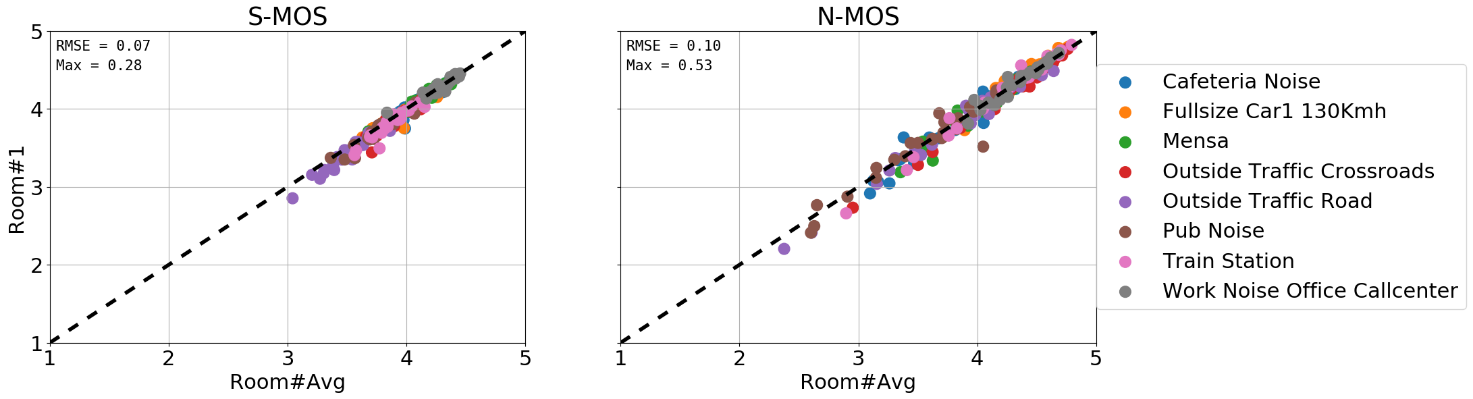 S-MOS
RMSE = 0.07
Max = 0.28
5
4
3
2
1
Room#1
1 2 3 4 5
Room#Avg
N-MOS
RMSE = 0.10
Max = 0.53
1 2 3 4 5
Room#Avg
Cafeteria Noise
Fullsize Car1 130Kmh
Mensa
Outside Traffic Crossroads
Outside Traffic Road
Pub Noise
Train Station
Work Noise Office Callcenter